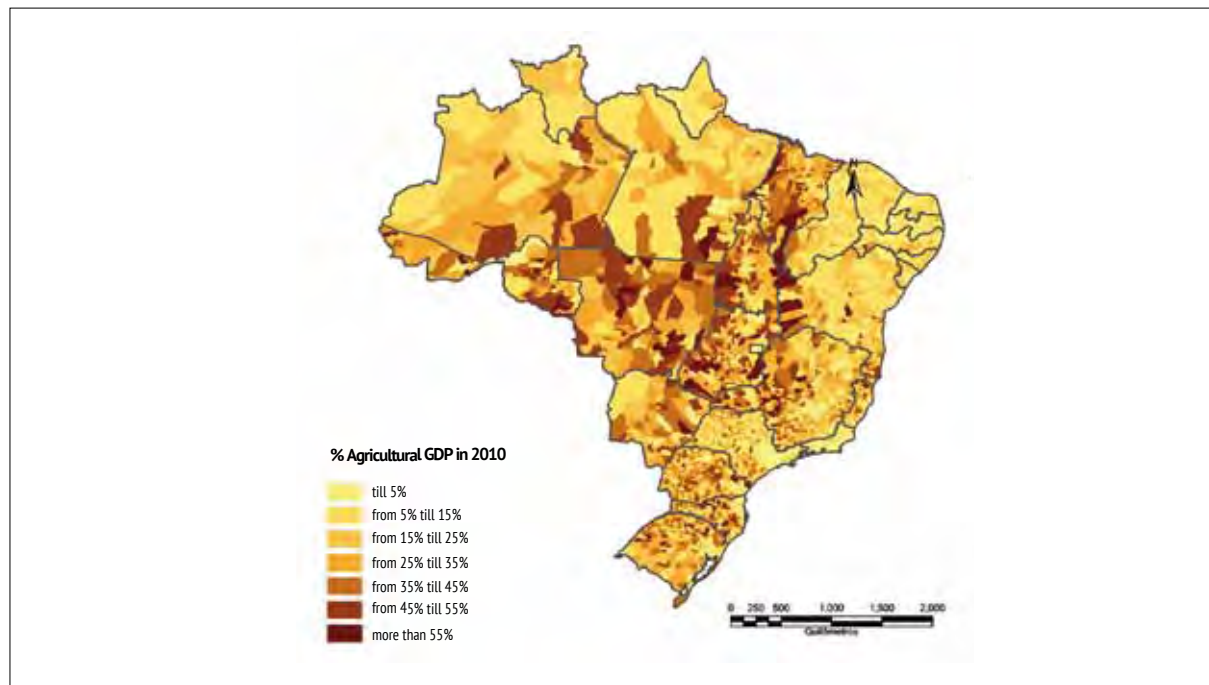 N
% Agricultural GDP in 2010
till 5%
from 5% till 15%
from 15% till 25%
from 25% till 35%
from 35% till 45%
from 45% till 55%
more than 55%
0 250 500 1,000 1,500 2,000